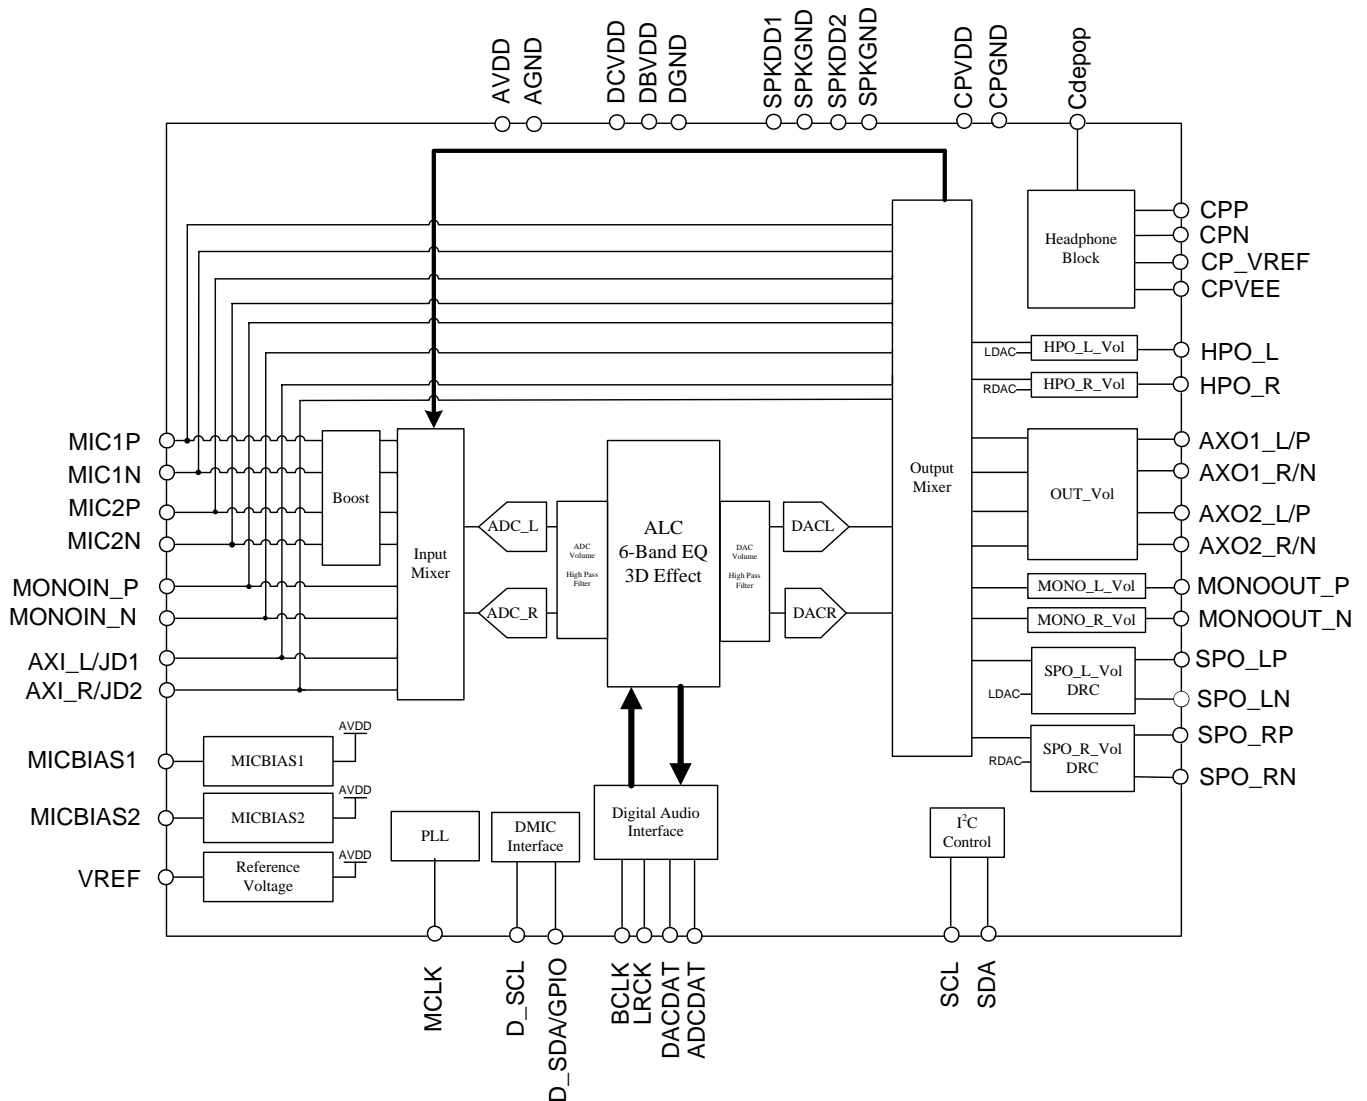 AVDD
AGND
DCVDD
DBVDD
DGND
SPKDD1
SPKGND
SPKDD2
SPKGND
CPVDD
CPGND
Cdepop
Headphone
Block
CPP
CPN
CP_VREF
CPVEE
LDAC
HPO_L_Vol
HPO_L
RDAC
HPO_R_Vol
HPO_R
MIC1P
MIC1N
MIC2P
MIC2N
MONOIN_P
MONOIN_N
AXI_L/JD1
AXI_R/JD2
Boost
Input
Mixer
ADC_L
ADC_R
ADC
Volume
High Pass
Filter
ALC
6-Band EQ
3D Effect
DAC
Volume
High Pass
Filter
DACL
DACR
Output
Mixer
OUT_Vol
AXO1_L/P
AXO1_R/N
AXO2_L/P
AXO2_R/N
MONO_L_Vol
MONOOUT_P
MONO_R_Vol
MONOOUT_N
SPO_L_Vol
DRC
LDAC
SPO_LP
SPO_LN
SPO_R_Vol
DRC
RDAC
SPO_RP
SPO_RN
MICBIAS1
MICBIAS1
AVDD
MICBIAS2
MICBIAS2
AVDD
VREF
Reference
Voltage
AVDD
PLL
DMIC
Interface
Digital Audio
Interface
I²C
Control
MCLK
D_SCL
D_SDA/GPIO
BCLK
LRCK
DACDAT
ADCDAT
SCL
SDA